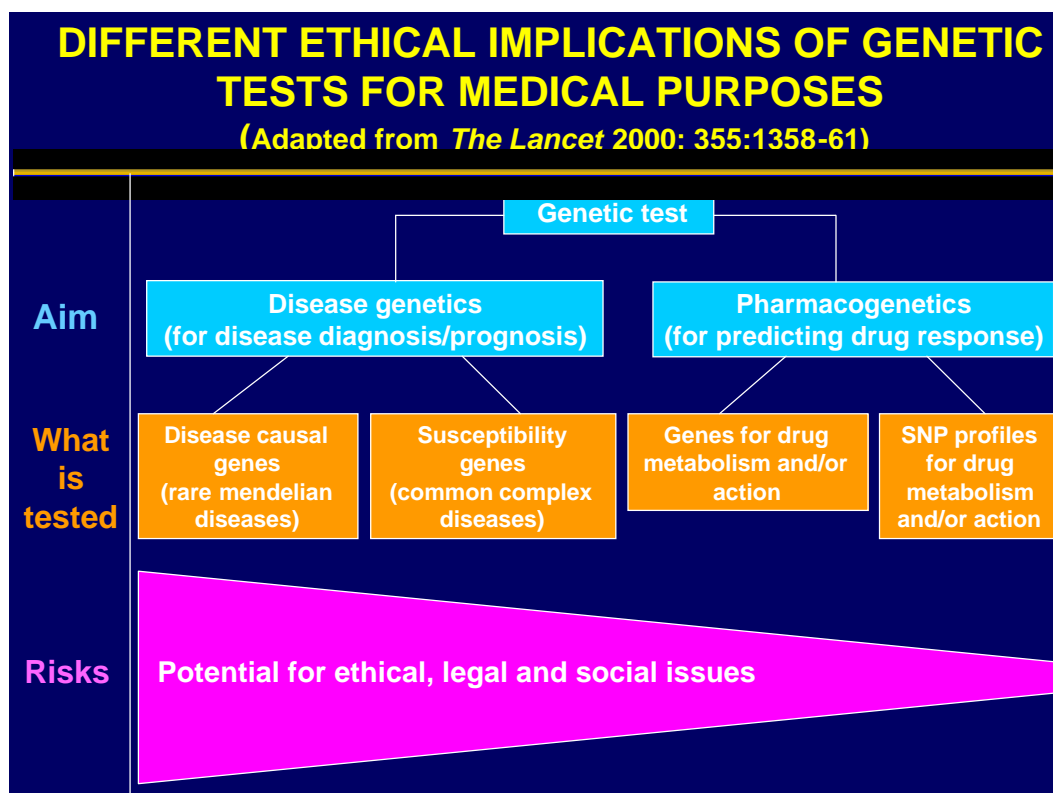 DIFFERENT ETHICAL IMPLICATIONS OF GENETIC
TESTS FOR MEDICAL PURPOSES
(Adapted from The Lancet 2000: 355:1358-61)
Genetic test
Aim
Disease genetics
(for disease diagnosis/prognosis)
Pharmacogenetics
(for predicting drug response)
What
is
tested
Disease causal
genes
(rare mendelian
diseases)
Susceptibility
genes
(common complex
diseases)
Genes for drug
metabolism and/or
action
SNP profiles
for drug
metabolism
and/or action
Risks
Potential for ethical, legal and social issues